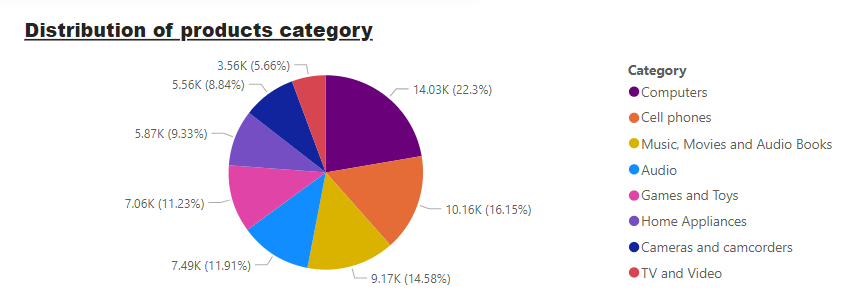 Distribution of products category
3.56K (5.66%)
5.56K (8.84%)
5.87K (9.33%)
7.06K (11.23%)
7.49K (11.91%)
14.03K (22.3%)
10.16K (16.15%)
9.17K (14.58%)
Category
Computers
Cell phones
Music, Movies and Audio Books
Audio
Games and Toys
Home Appliances
Cameras and camcorders
TV and Video